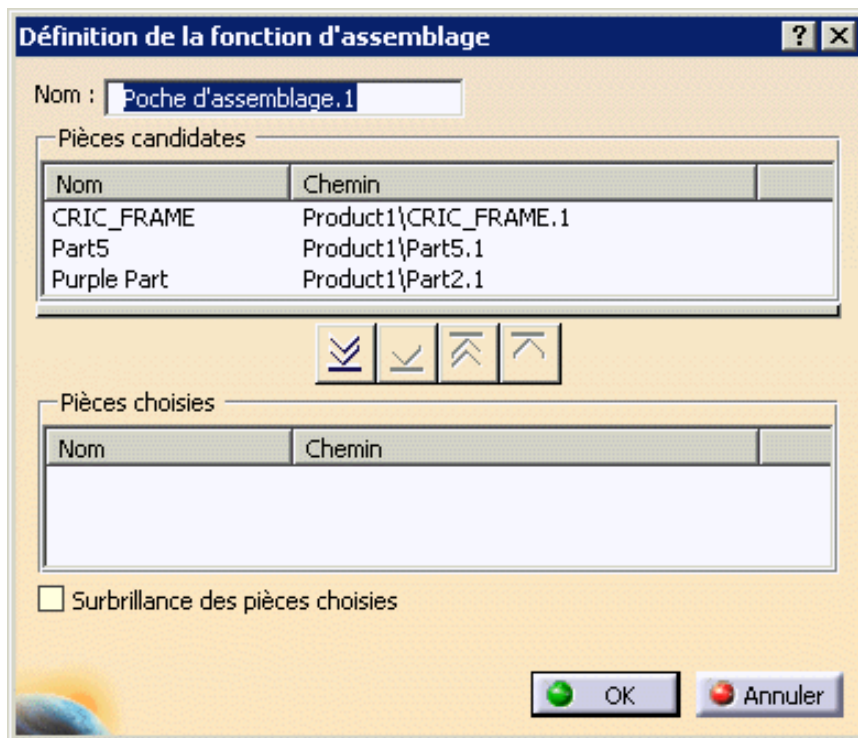 Définition de la fonction d'assemblage
Nom : Poche d'assemblage.1
Pièces candidates
Nom Chemin
CRIC_FRAME Product1\CRIC_FRAME.1
Part5 Product1\Part5.1
Purple Part Product1\Part2.1
Pièces choisies
Nom Chemin
Surbrillance des pièces choisies
OK Annuler